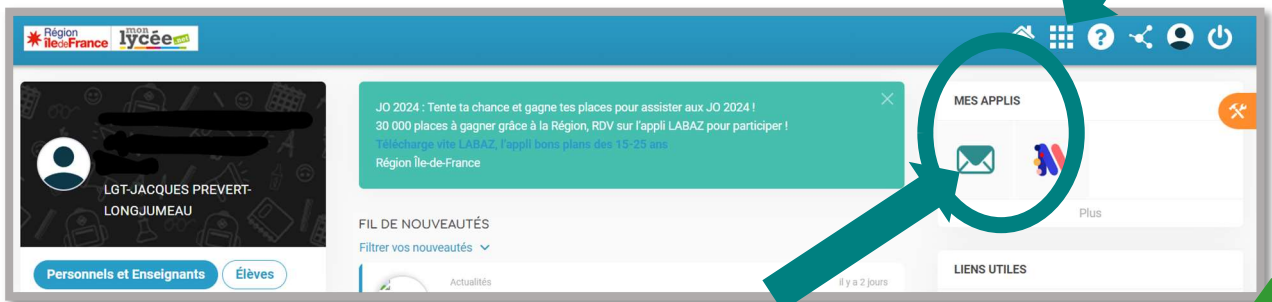 Région
îledeFrance
mon
lycée.net
JO 2024 : Tente ta chance et gagne tes places pour assister aux JO 2024 !
30 000 places à gagner grâce à la Région, RDV sur l'appli LABAZ pour participer !
Télécharge vite LABAZ, l'appli bons plans des 15-25 ans
Région Île-de-France
LGT-JACQUES PREVERT-
LONGJUMEAU
Personnels et Enseignants
Élèves
FIL DE NOUVEAUTÉS
Filtrer vos nouveautés
Actualités
il y a 2 jours
MES APPLIS
Plus
LIENS UTILES